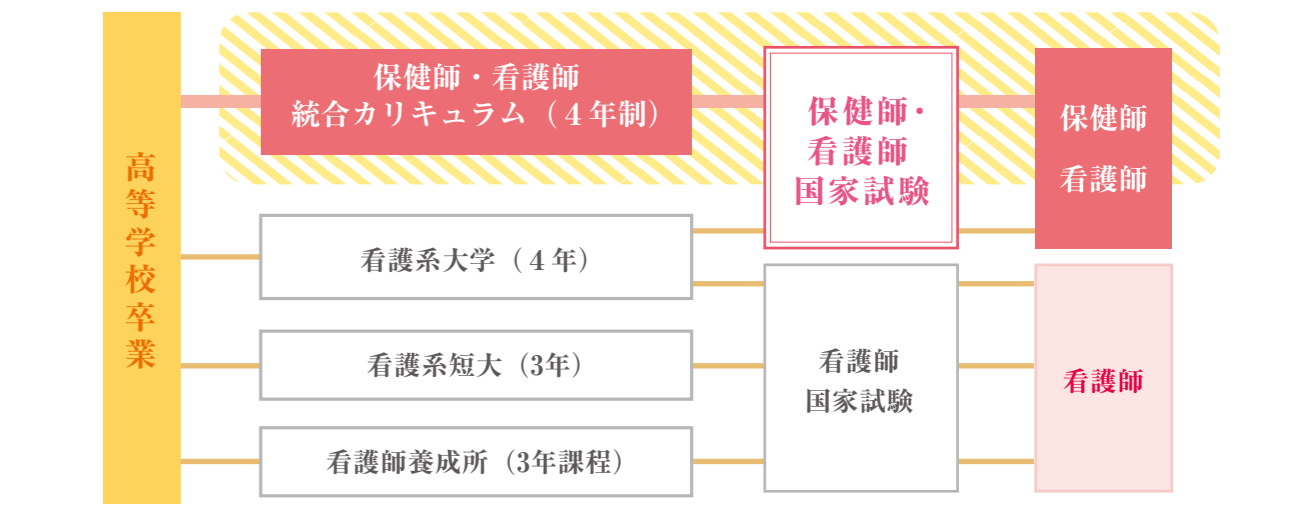 高等学校卒業
保健師・看護師
統合カリキュラム（４年制）
看護系大学（４年）
看護系短大（3年）
看護師養成所（3年課程）
保健師・
看護師
国家試験
看護師
国家試験
保健師
看護師
看護師